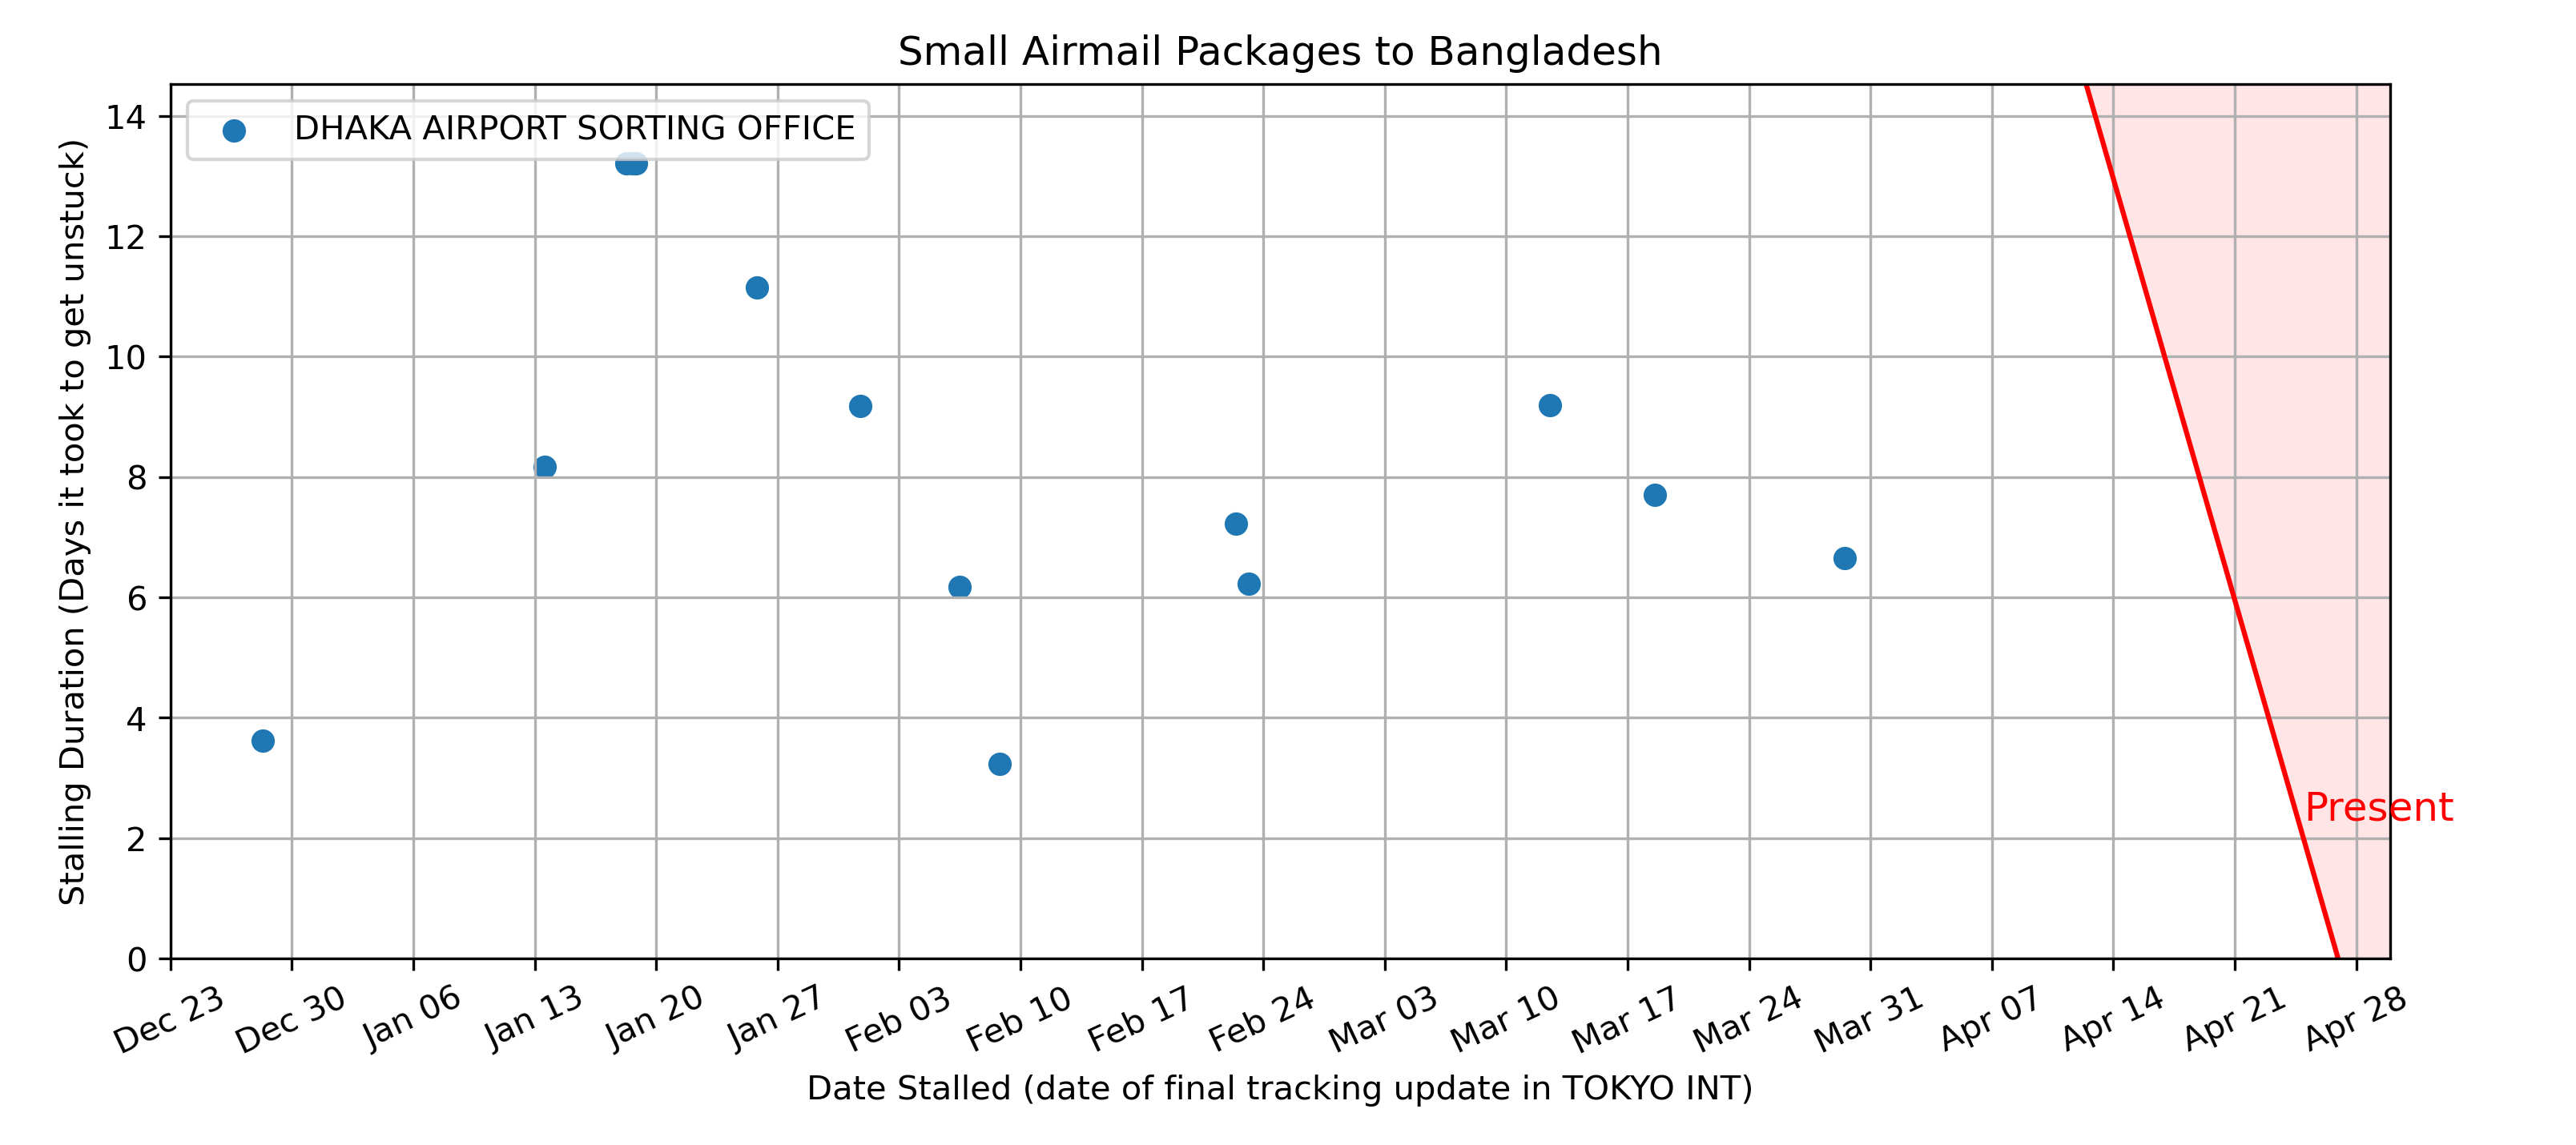 Small Airmail Packages to Bangladesh
DHAKA AIRPORT SORTING OFFICE
Stalling Duration (Days it took to get unstuck)
14
12
10
8
6
4
2
0
Present
Dec 23
Dec 30
Jan 06
Jan 13
Jan 20
Jan 27
Feb 03
Feb 10
Feb 17
Feb 24
Mar 03
Mar 10
Mar 17
Mar 24
Mar 31
Apr 07
Apr 14
Apr 21
Apr 28
Date Stalled (date of final tracking update in TOKYO INT)